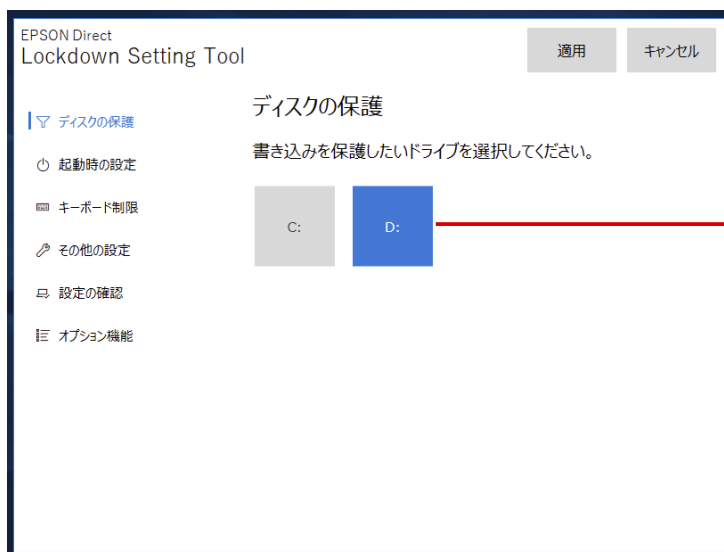 EPSON Direct
Lockdown Setting Tool
適用
キャンセル
ディスクの保護
起動時の設定
キーボード制限
その他の設定
設定の確認
オプション機能
ディスクの保護
書き込みを保護したいドライブを選択してください。
C:
D: